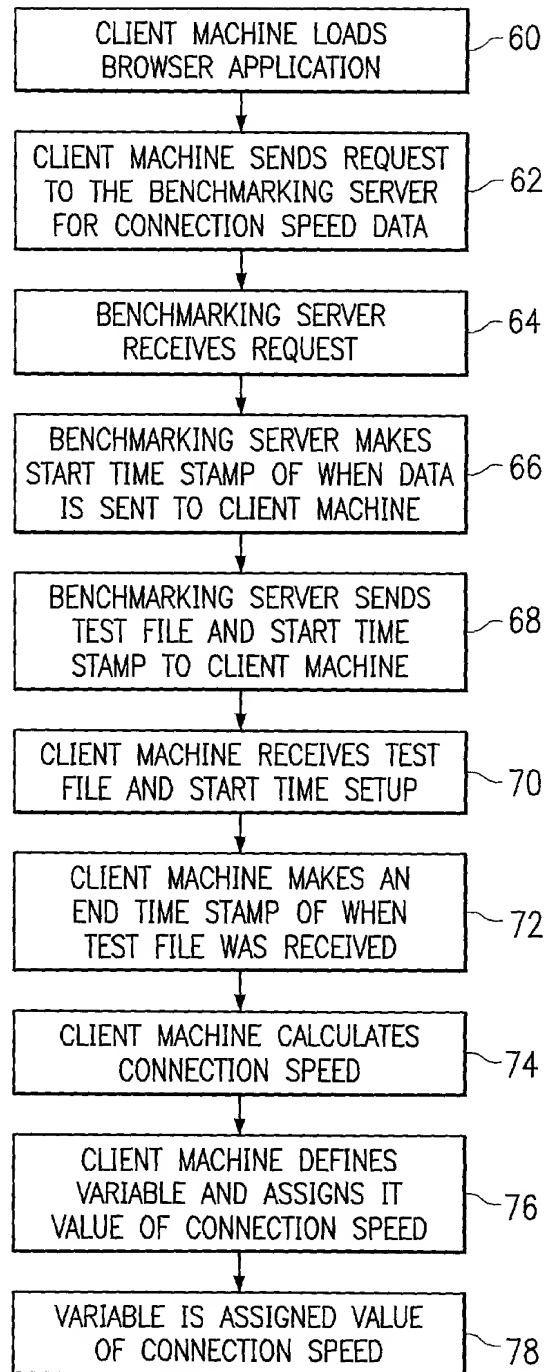 CLIENT MACHINE LOADS
BROWSER APPLICATION
60
CLIENT MACHINE SENDS REQUEST
TO THE BENCHMARKING SERVER
FOR CONNECTION SPEED DATA
62
BENCHMARKING SERVER
RECEIVES REQUEST
64
BENCHMARKING SERVER MAKES
START TIME STAMP OF WHEN DATA
IS SENT TO CLIENT MACHINE
66
BENCHMARKING SERVER SENDS
TEST FILE AND START TIME
STAMP TO CLIENT MACHINE
68
CLIENT MACHINE RECEIVES TEST
FILE AND START TIME SETUP
70
CLIENT MACHINE MAKES AN
END TIME STAMP OF WHEN
TEST FILE WAS RECEIVED
72
CLIENT MACHINE CALCULATES
CONNECTION SPEED
74
CLIENT MACHINE DEFINES
VARIABLE AND ASSIGNS IT
VALUE OF CONNECTION SPEED
76
VARIABLE IS ASSIGNED VALUE
OF CONNECTION SPEED
78